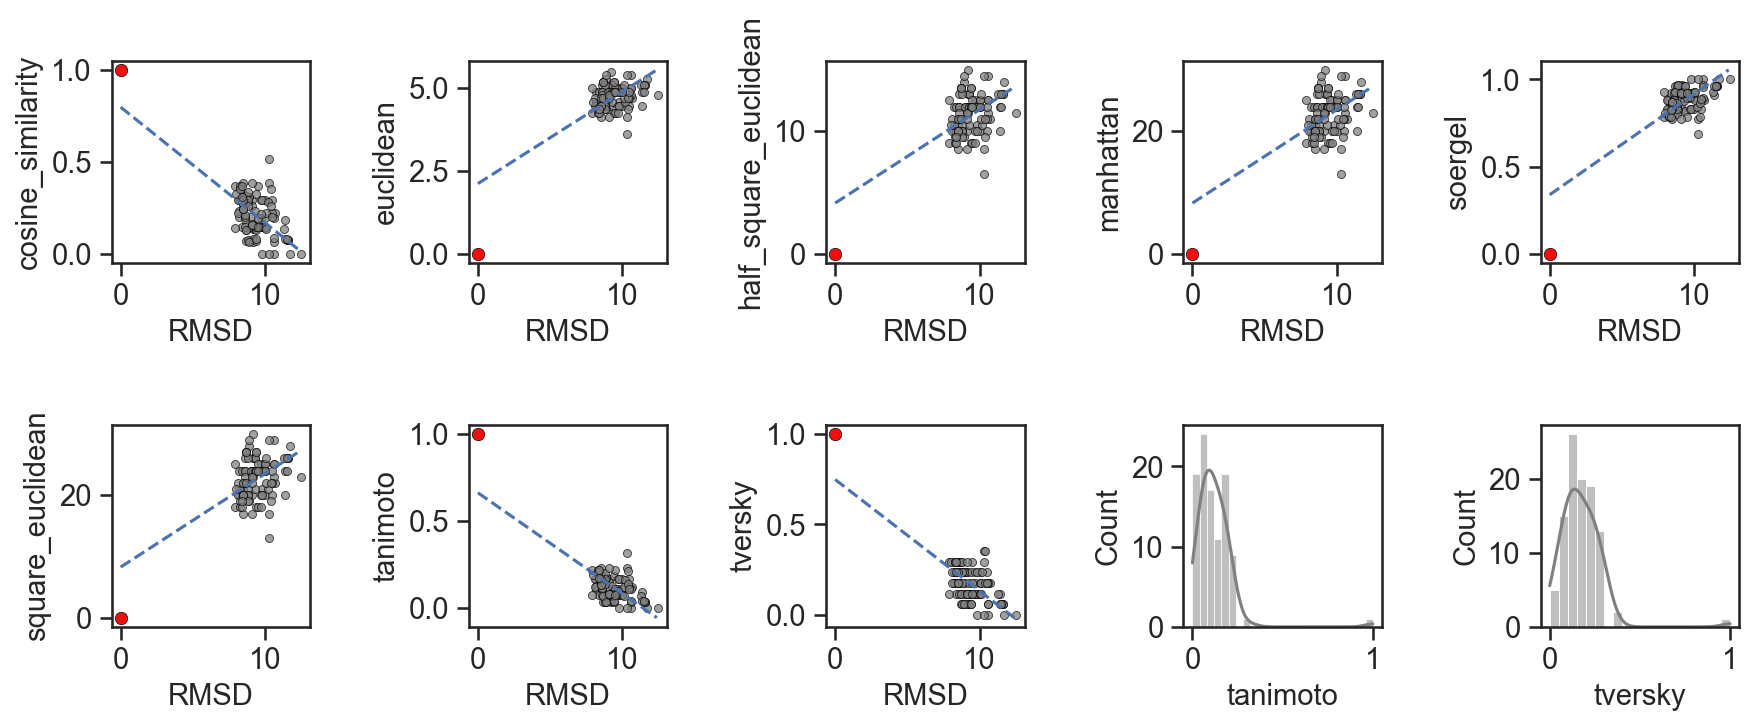 cosine_similarity
1.0
0.5
0.0
0 10
RMSD
euclidean
5.0
2.5
0.0
0 10
RMSD
half_square_euclidean
10
0
0 10
RMSD
manhattan
20
0
0 10
RMSD
soergel
1.0
0.5
0.0
0 10
RMSD
square_euclidean
20
0
0 10
RMSD
tanimoto
1.0
0.5
0.0
0 10
RMSD
tversky
1.0
0.5
0.0
0 10
RMSD
Count
20
10
0
0 1
tanimoto
Count
20
10
0
0 1
tversky